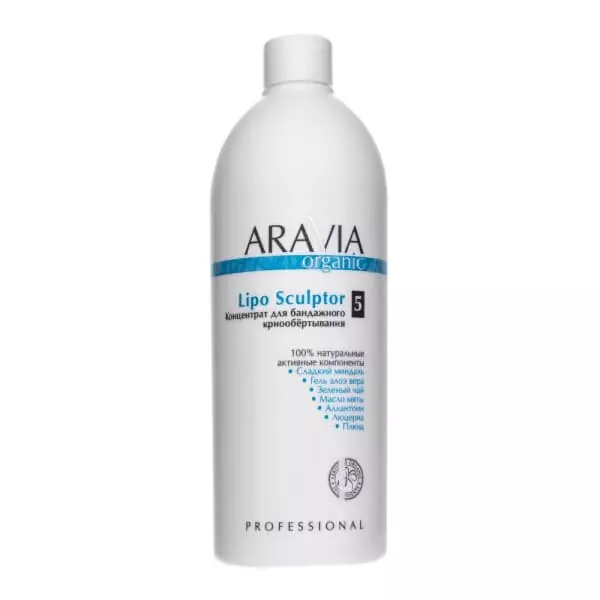 ARAVIA
organic
Lipo Sculptor 5
Концентрат для бандажного
криообёртывания
100% натуральные
активные компоненты
• Сладкий миндаль
• Гель алоэ вера
• Зеленый чай
• Масло мяты
• Аллантоин
• Люцерна
• Плющ
PROFESSIONAL